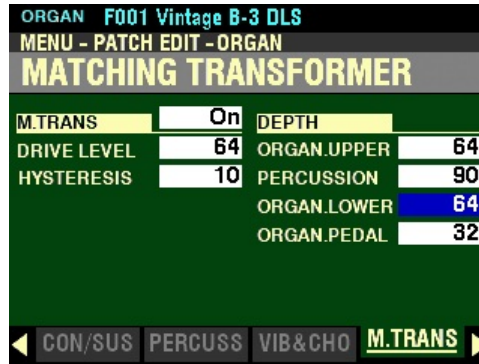 ORGAN F001 Vintage B-3 DLS
MENU - PATCH EDIT - ORGAN
MATCHING TRANSFORMER
M.TRANS On DEPTH
DRIVE LEVEL 64 ORGAN.UPPER 64
HYSTERESIS 10 PERCUSSION 90
ORGAN.LOWER 64
ORGAN.PEDAL 32
CON/SUS PERCUSS VIB&CHO M.TRANS